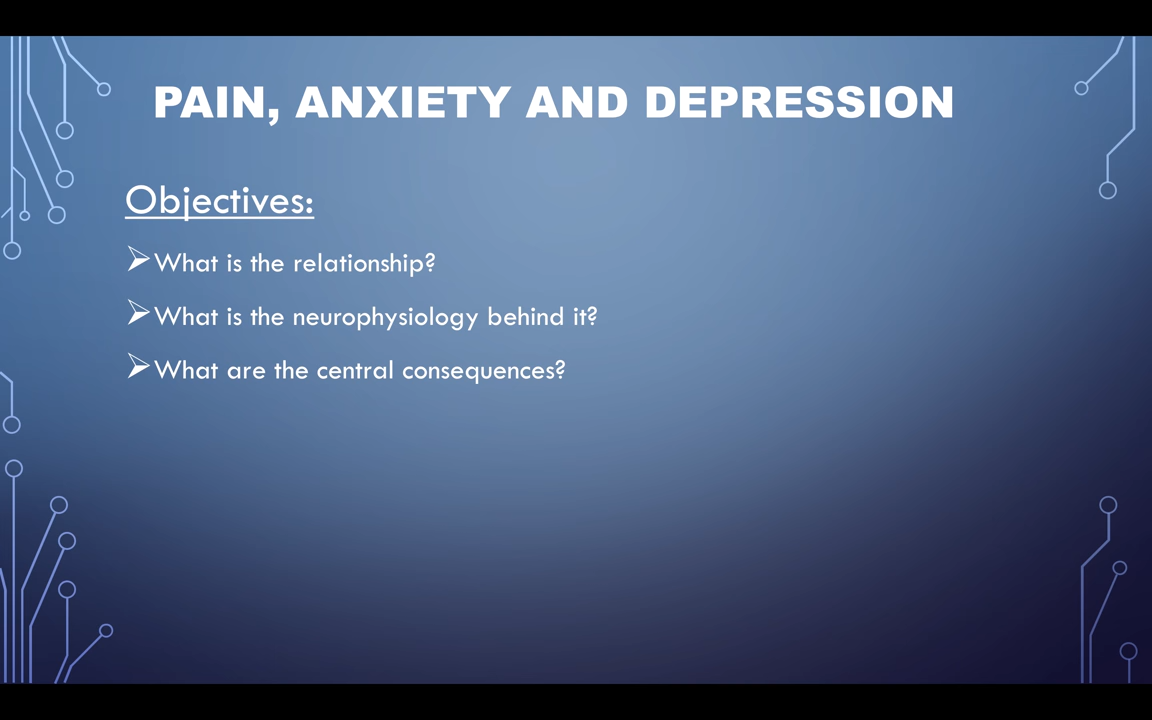 PAIN, ANXIETY AND DEPRESSION
Objectives:
➢What is the relationship?
➢What is the neurophysiology behind it?
➢What are the central consequences?